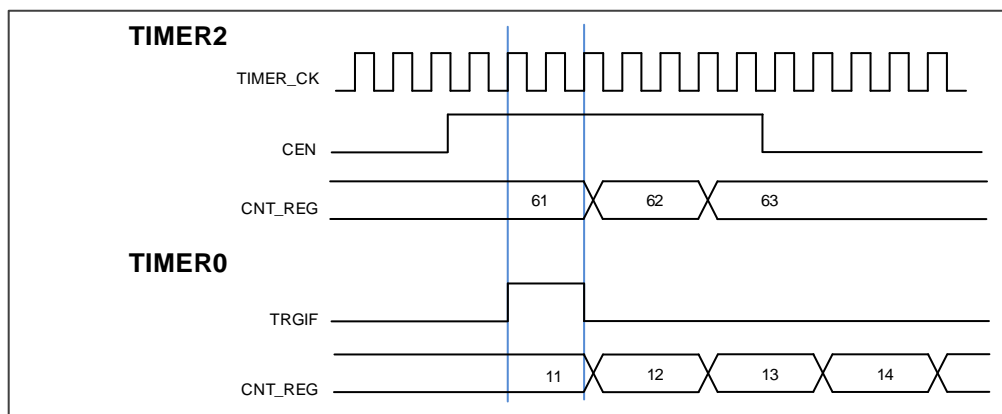 TIMER2
TIMER_CK
CEN
CNT_REG 61 62 63
TIMER0
TRGIF
CNT_REG 11 12 13 14